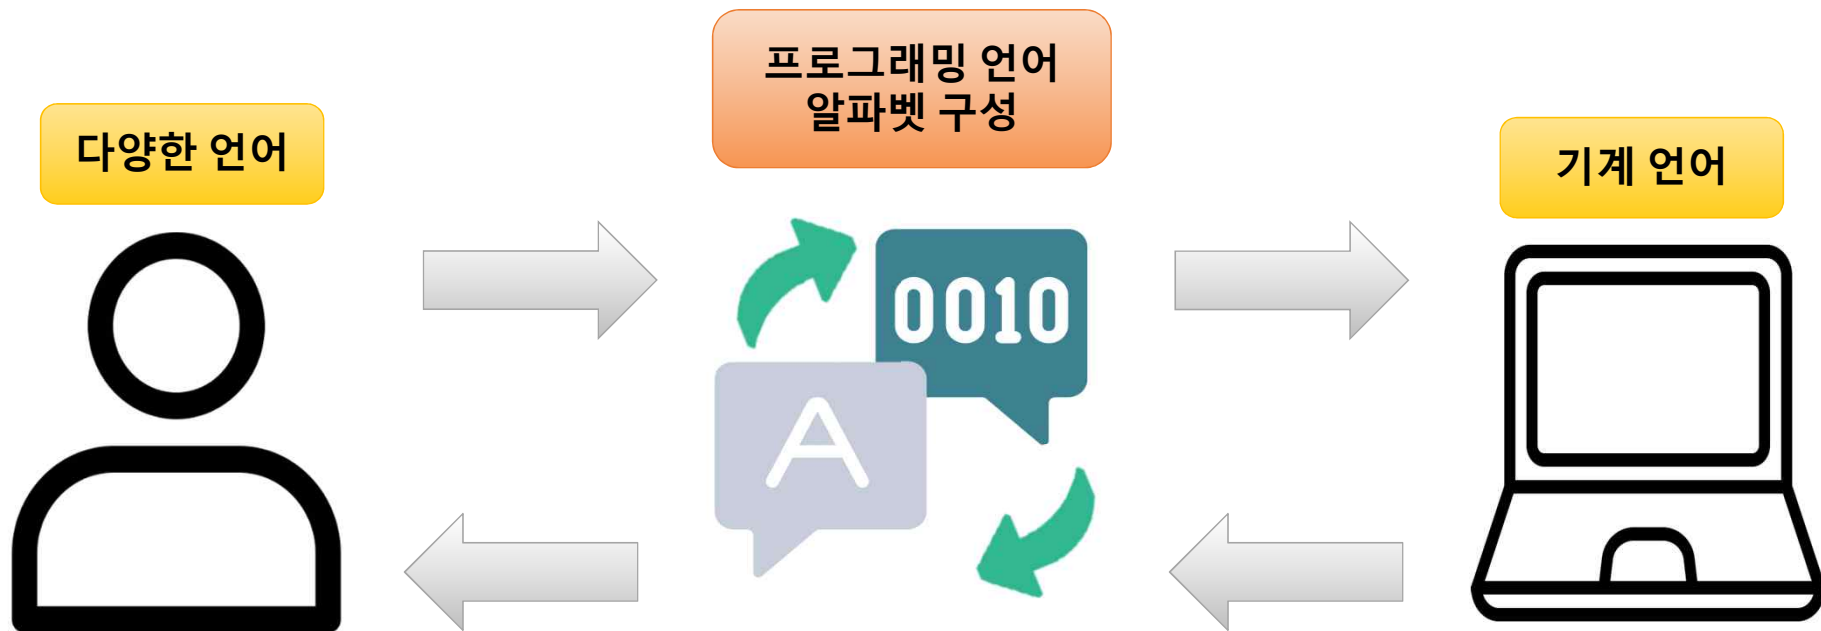 다양한 언어
프로그래밍 언어
알파벳 구성
기계 언어
0010
A